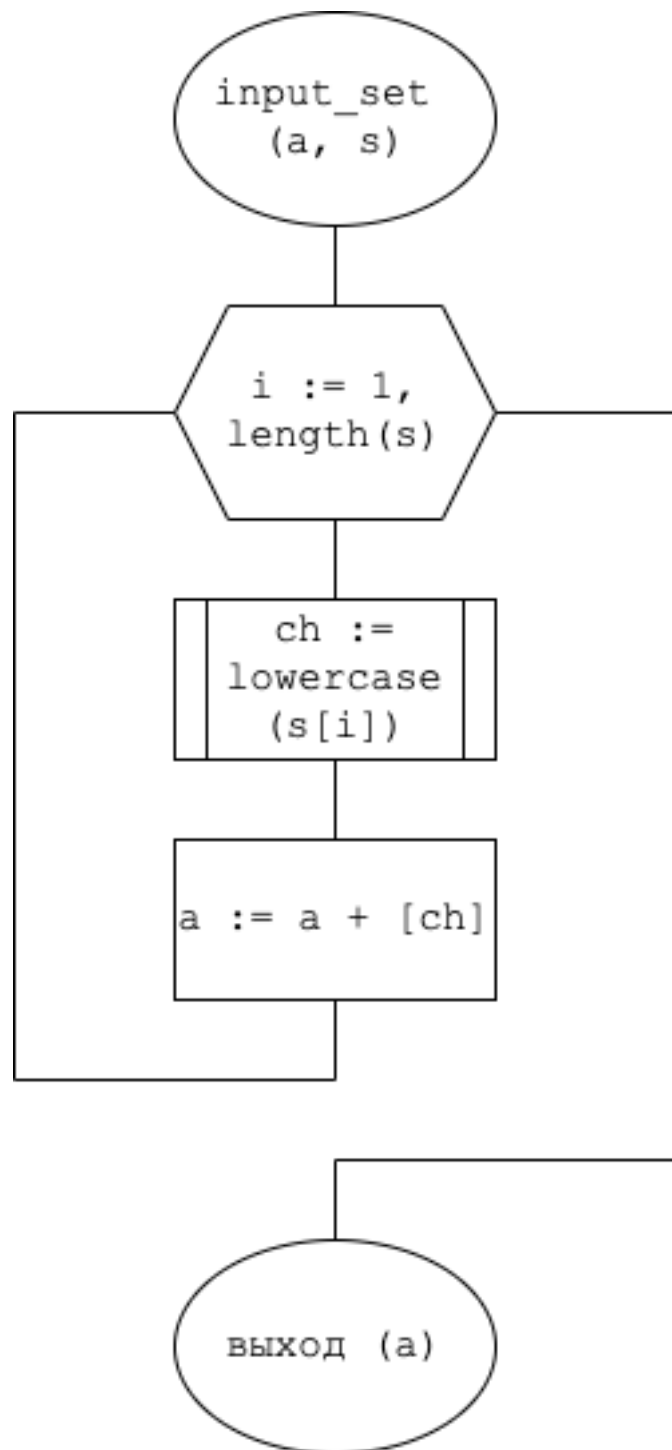 input_set
(a, s)
i := 1,
length(s)
ch :=
lowercase
(s[i])
a := a + [ch]
выход (a)